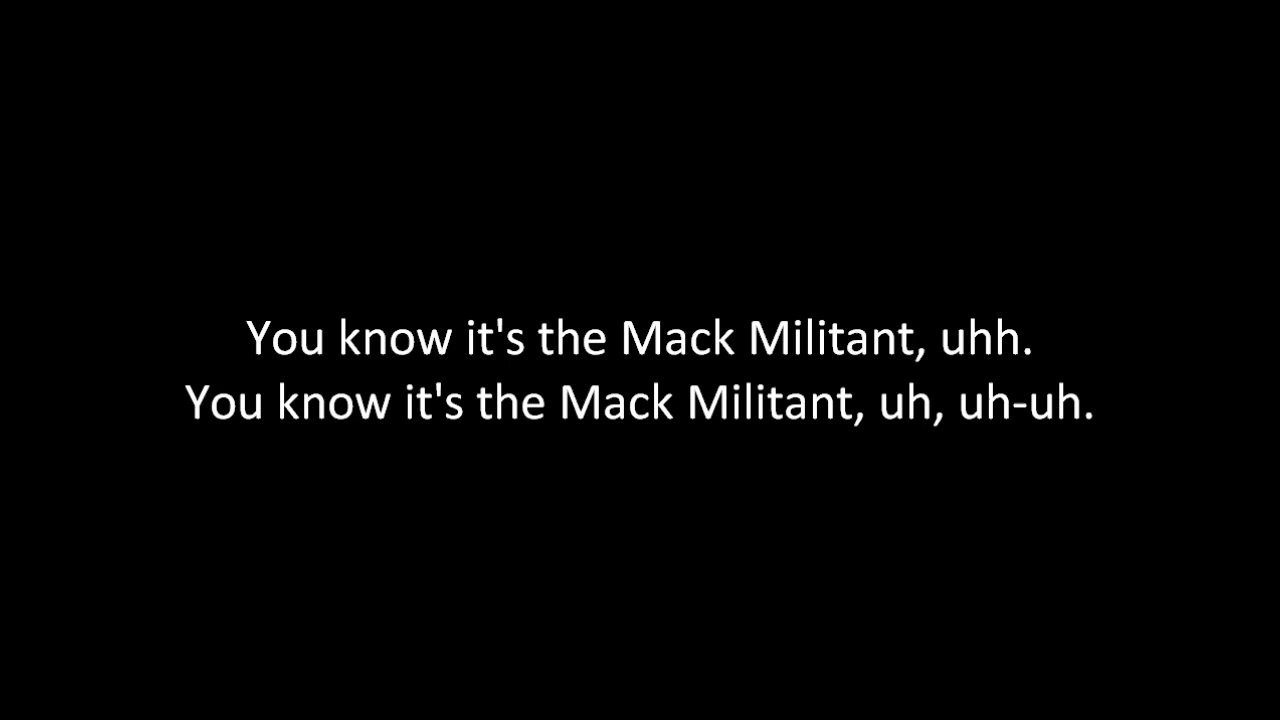 You know it's the Mack Militant, uhh.
You know it's the Mack Militant, uh, uh-uh.